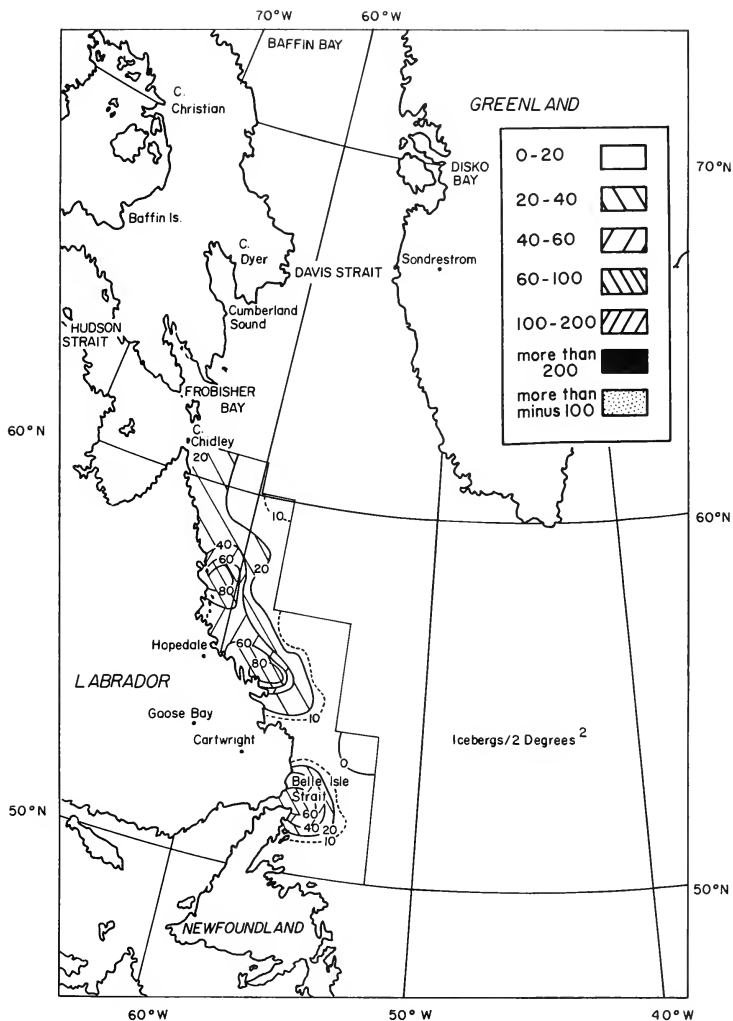 70°W 60°W
BAFFIN BAY
C.
Christian
GREENLAND
0-20
DISKO
BAY
70°N
20-40
Baffin Is.
40-60
C.
Dyer
DAVIS STRAIT
Sondrestrom
60-100
Cumberland
Sound
100-200
HUDSON
STRAIT
more than
200
FROBISHER
BAY
more than
minus 100
60°N
C.
Chidley
20
10
60°N
40
60
20
80
Hopedale
60
80
LABRADOR
10
Goose Bay
Cartwright
Icebergs/2 Degrees²
0
Belle Isle
Strait
60
40 20
10
50°N
50°N
NEWFOUNDLAND
60°W 50°W 40°W